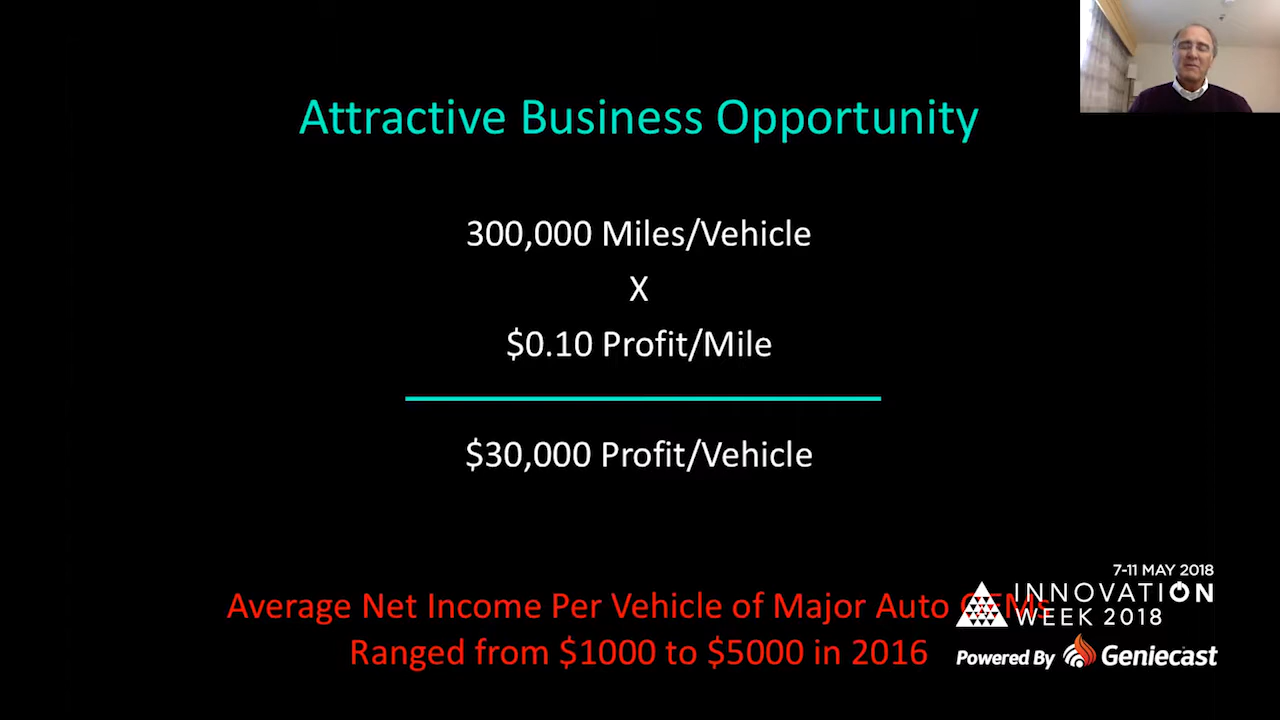 Attractive Business Opportunity
300,000 Miles/Vehicle
X
$0.10 Profit/Mile
$30,000 Profit/Vehicle
Average Net Income Per Vehicle of Major Auto
Ranged from $1000 to $5000 in 2016
7-11 MAY 2018
INNOVATION
WEEK 2018
Powered By Geniecast